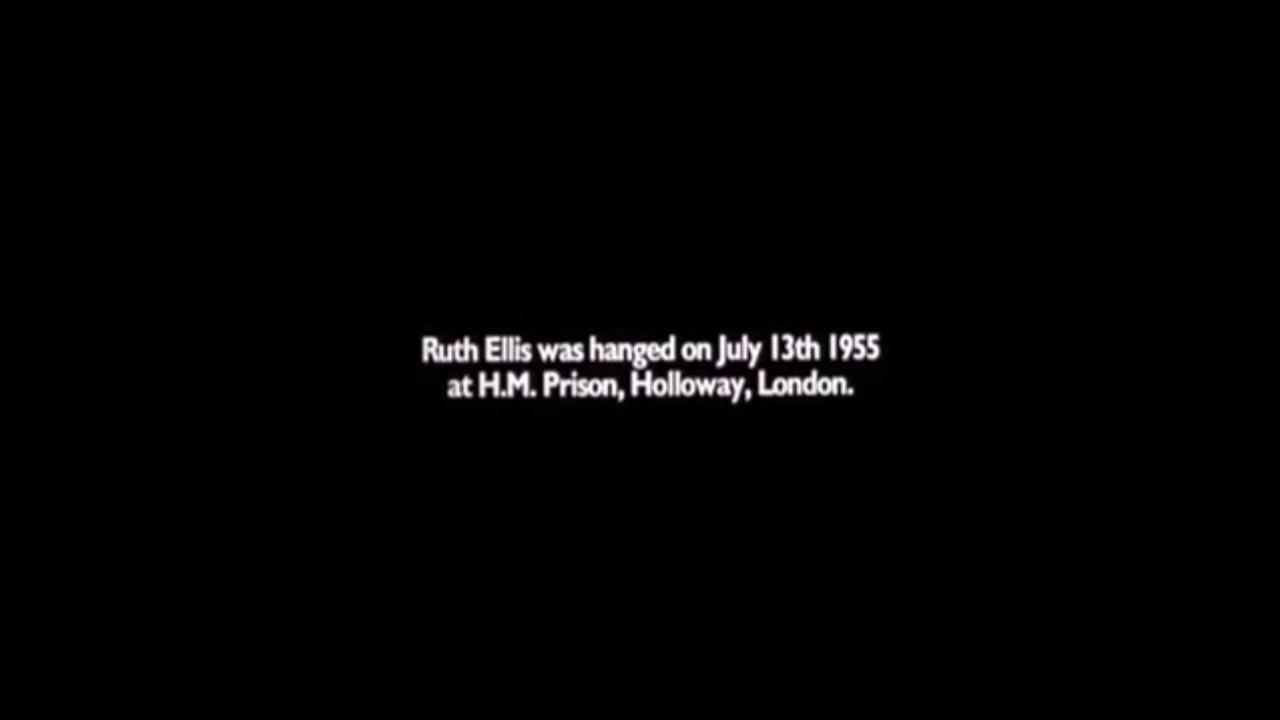 Ruth Ellis was hanged on July 13th 1955
at H.M. Prison, Holloway, London.